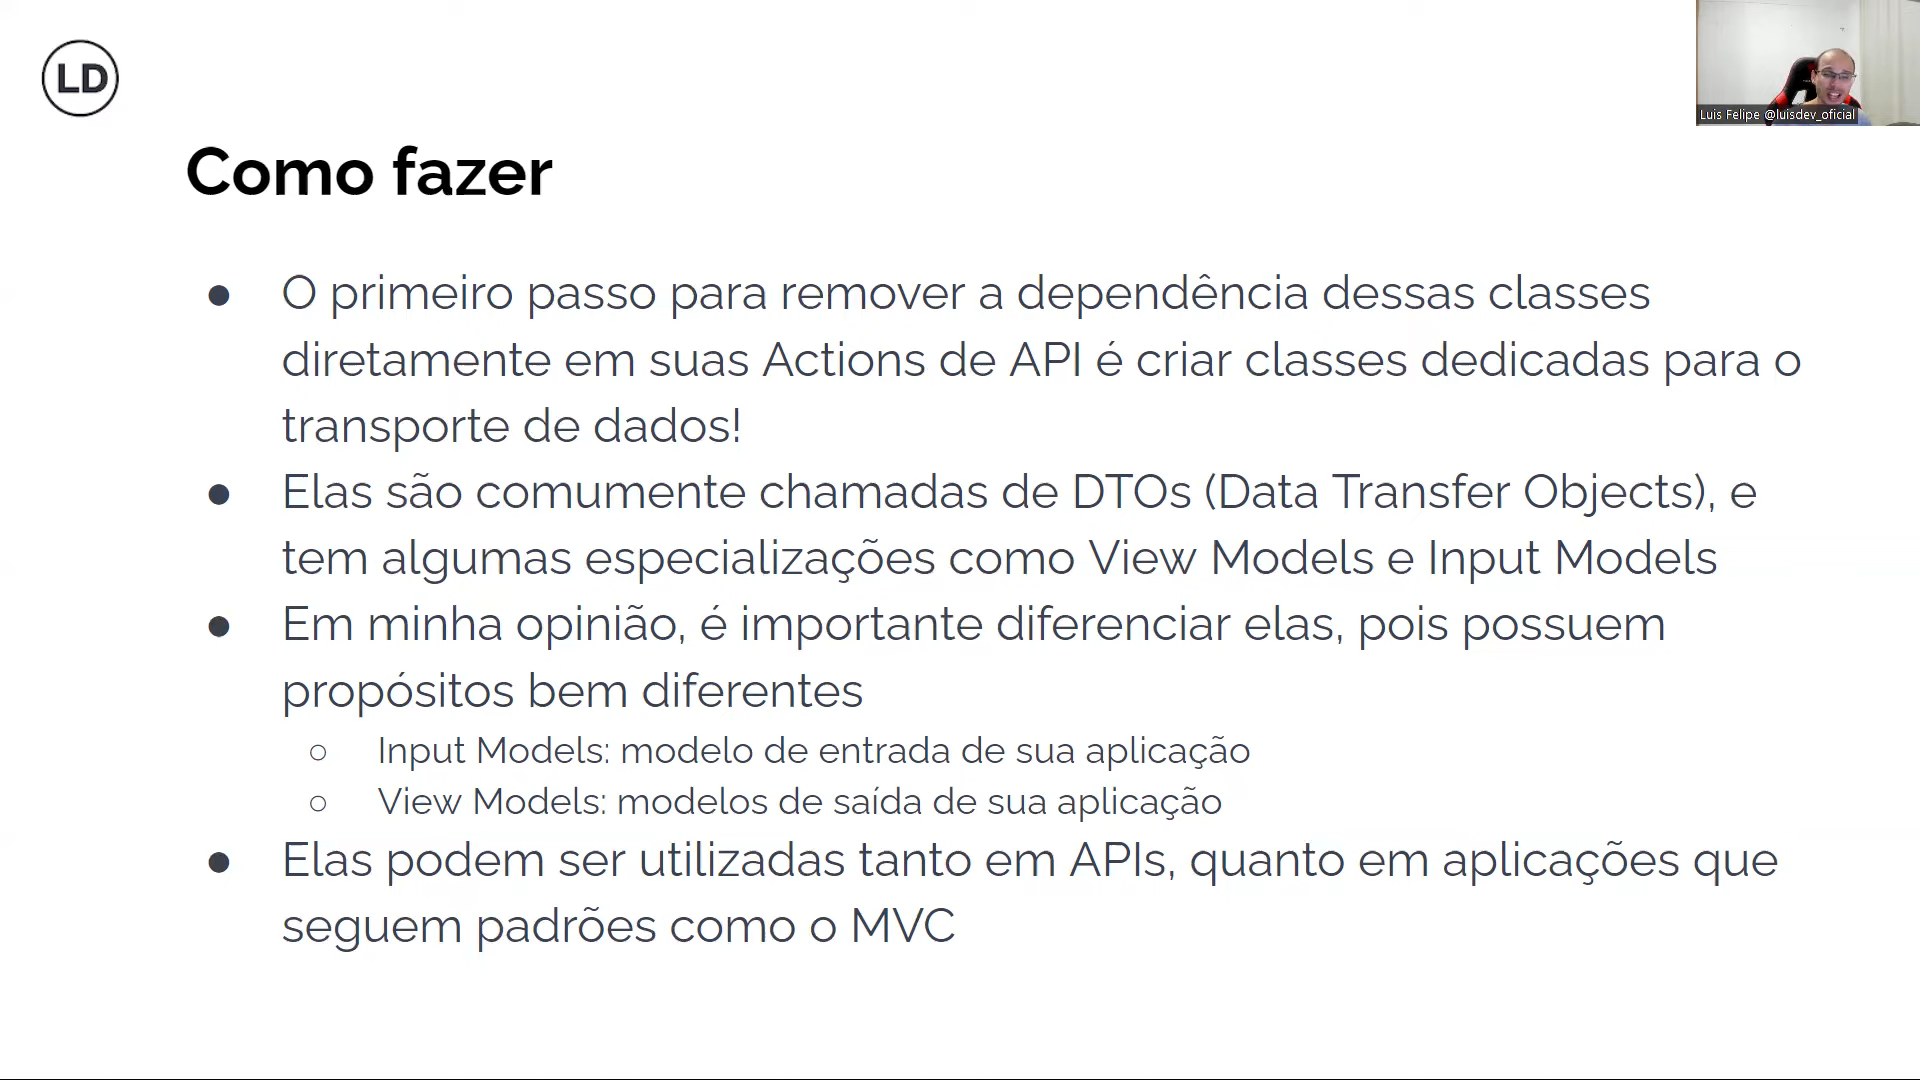 LD
Luis Felipe @luisdev_oficial
Como fazer
● O primeiro passo para remover a dependência dessas classes
diretamente em suas Actions de API é criar classes dedicadas para o
transporte de dados!
● Elas são comumente chamadas de DTOs (Data Transfer Objects), e
tem algumas especializações como View Models e Input Models
● Em minha opinião, é importante diferenciar elas, pois possuem
propósitos bem diferentes
○ Input Models: modelo de entrada de sua aplicação
○ View Models: modelos de saída de sua aplicação
● Elas podem ser utilizadas tanto em APIs, quanto em aplicações que
seguem padrões como o MVC